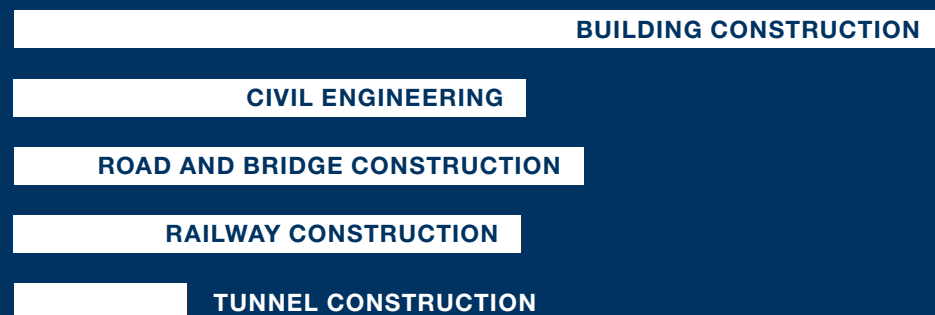 BUILDING CONSTRUCTION
CIVIL ENGINEERING
ROAD AND BRIDGE CONSTRUCTION
RAILWAY CONSTRUCTION
TUNNEL CONSTRUCTION